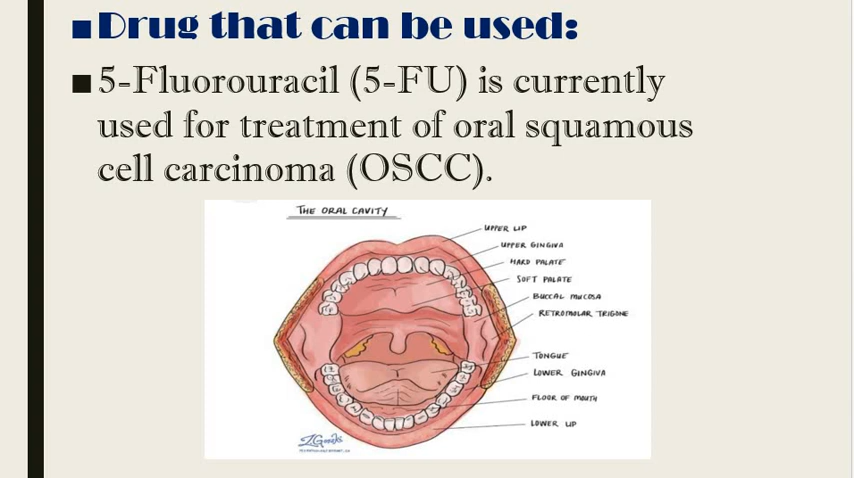 ■Drug that can be used:
■5-Fluorouracil (5-FU) is currently
used for treatment of oral squamous
cell carcinoma (OSCC).
THE ORAL CAVITY
UPPER LIP
UPPER GINGIVA
HARD PALATE
SOFT PALATE
BUCCAL MUCOSA
RETROMOLAR TRIGONE
TONGUE
LOWER GINGIVA
FLOOR OF MOUTH
LOWER LIP